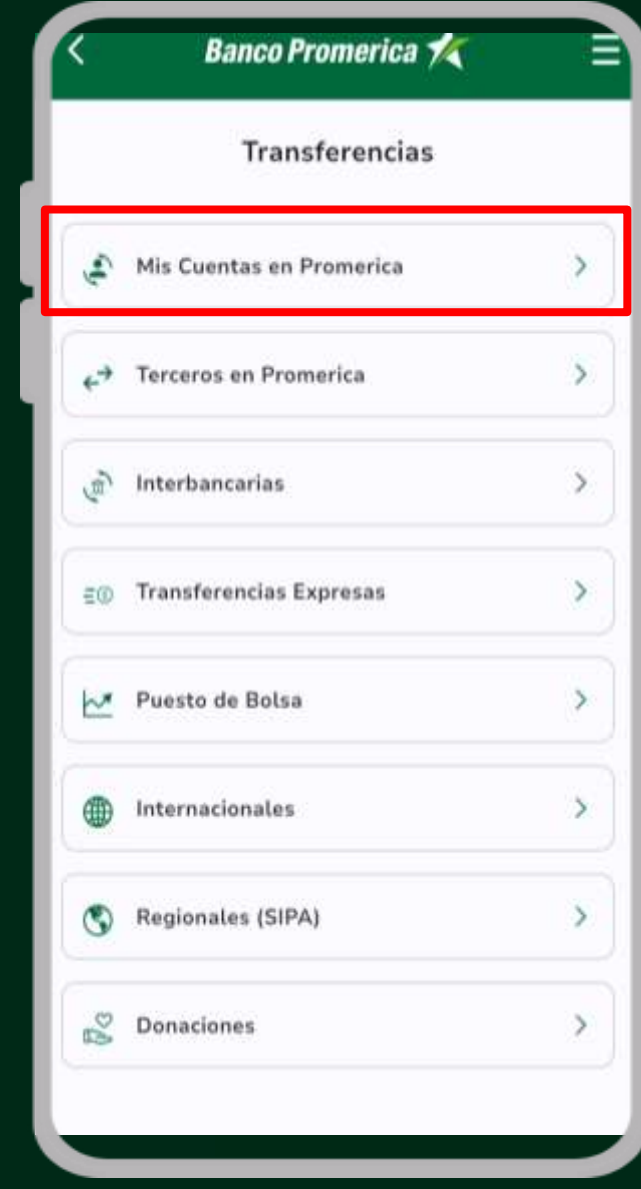 Banco Promerica
Transferencias
Mis Cuentas en Promerica
Terceros en Promerica
Interbancarias
Transferencias Expresas
Puesto de Bolsa
Internacionales
Regionales (SIPA)
Donaciones